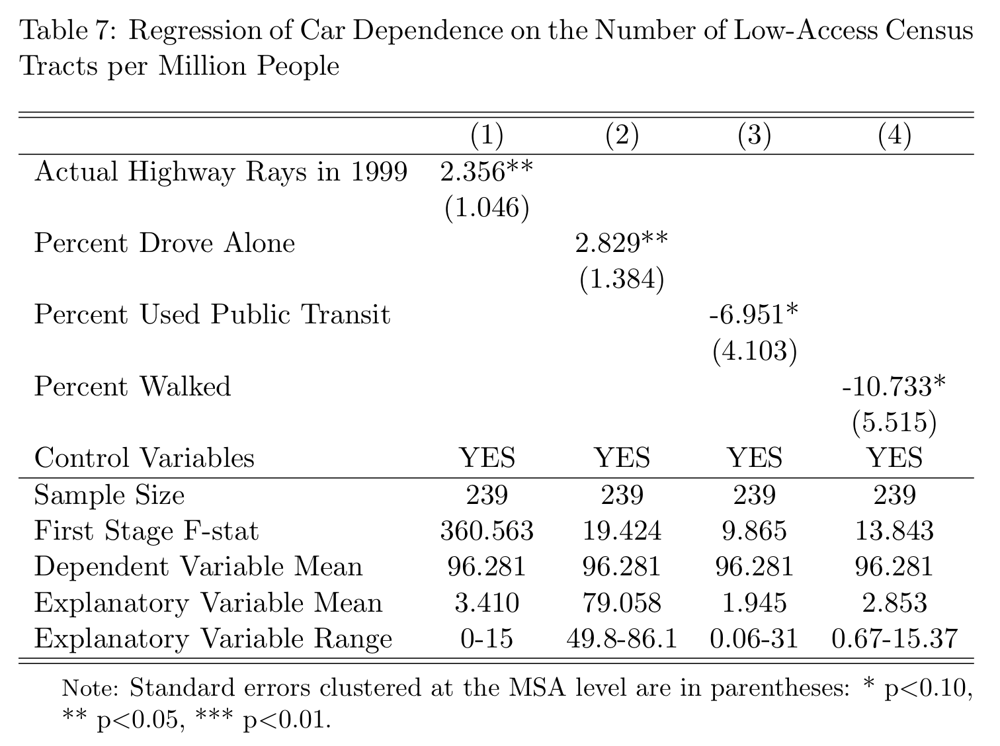 Table 7: Regression of Car Dependence on the Number of Low-Access Census
Tracts per Million People
(1) (2) (3) (4)
Actual Highway Rays in 1999 2.356**
(1.046)
Percent Drove Alone 2.829**
(1.384)
Percent Used Public Transit -6.951*
(4.103)
Percent Walked -10.733*
(5.515)
Control Variables YES YES YES YES
Sample Size 239 239 239 239
First Stage F-stat 360.563 19.424 9.865 13.843
Dependent Variable Mean 96.281 96.281 96.281 96.281
Explanatory Variable Mean 3.410 79.058 1.945 2.853
Explanatory Variable Range 0-15 49.8-86.1 0.06-31 0.67-15.37
Note: Standard errors clustered at the MSA level are in parentheses: * p<0.10,
** p<0.05, *** p<0.01.